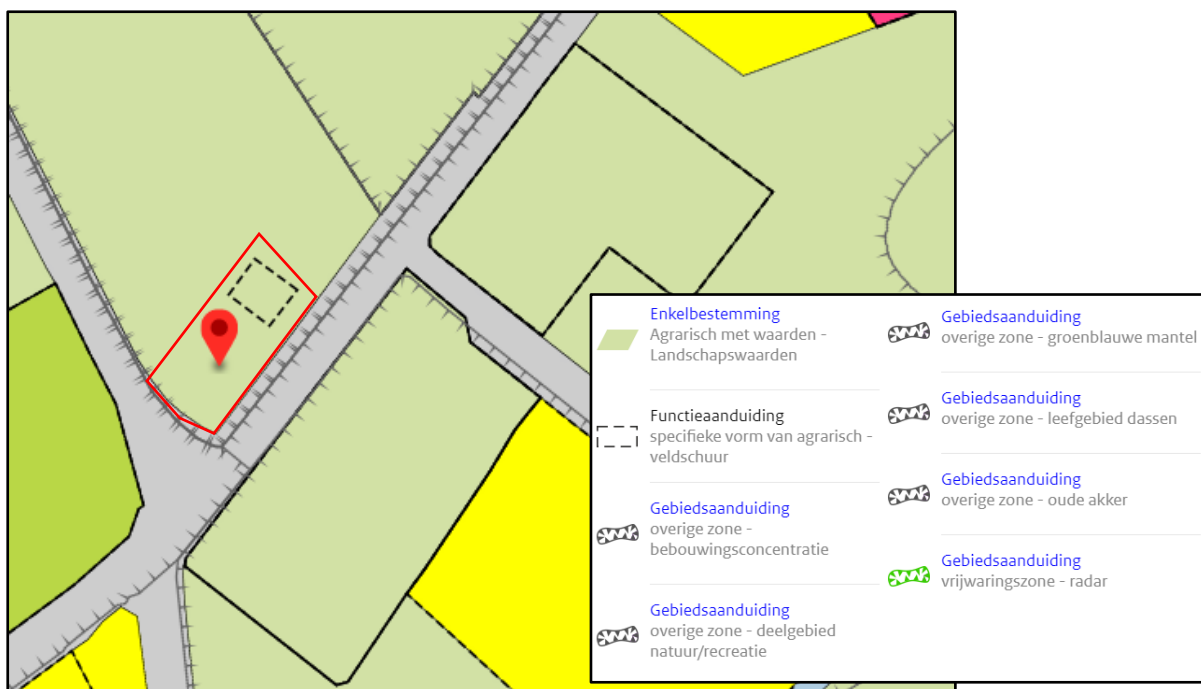 Enkelbestemming
Agrarisch met waarden -
Landschapswaarden
Functieaanduiding
specifieke vorm van agrarisch -
veldschuur
Gebiedsaanduiding
overige zone -
bebouwingsconcentratie
Gebiedsaanduiding
overige zone - deelgebied
natuur/recreatie
Gebiedsaanduiding
overige zone - groenblauwe mantel
Gebiedsaanduiding
overige zone - leefgebied dassen
Gebiedsaanduiding
overige zone - oude akker
Gebiedsaanduiding
vrijwaringszone - radar